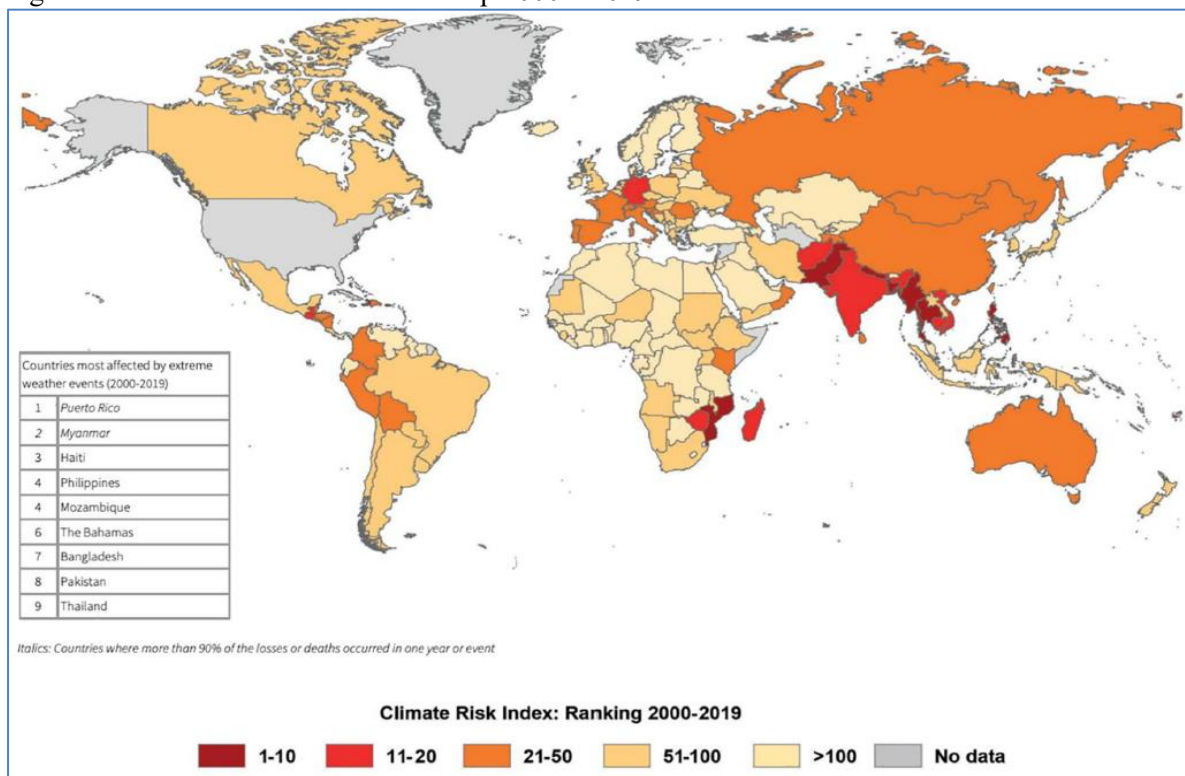 Countries most affected by extreme
weather events (2000-2019)
1 Puerto Rico
2 Myanmar
3 Haiti
4 Philippines
4 Mozambique
6 The Bahamas
7 Bangladesh
8 Pakistan
9 Thailand
Italics: Countries where more than 90% of the losses or deaths occurred in one year or event
Climate Risk Index: Ranking 2000-2019
1-10 11-20 21-50 51-100 >100 No data